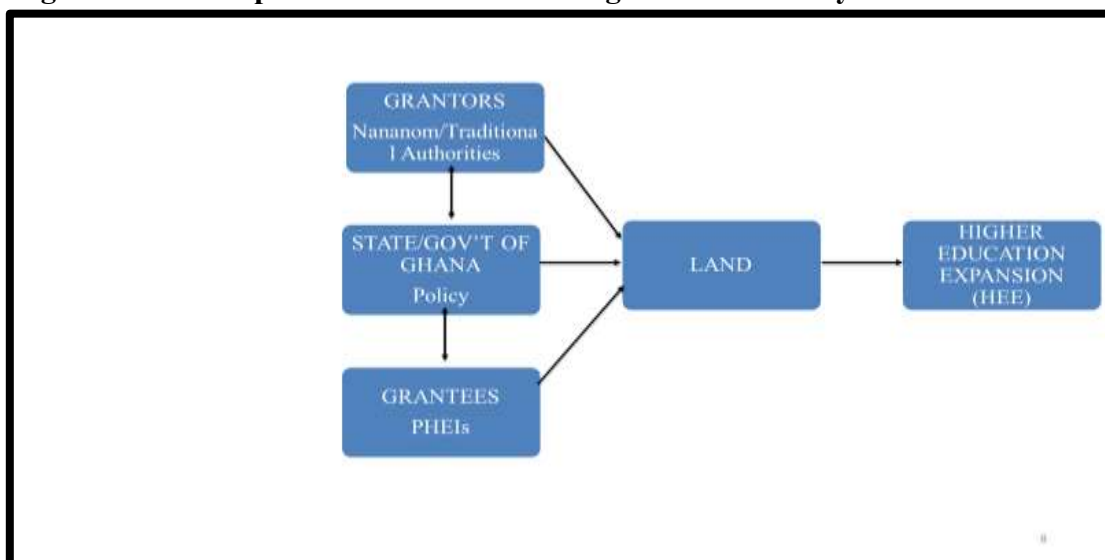 GRANTORS
Nananom/Traditiona
l Authorities
STATE/GOV'T OF
GHANA
Policy
GRANTEES
PHEIs
LAND
HIGHER
EDUCATION
EXPANSION
(HEE)